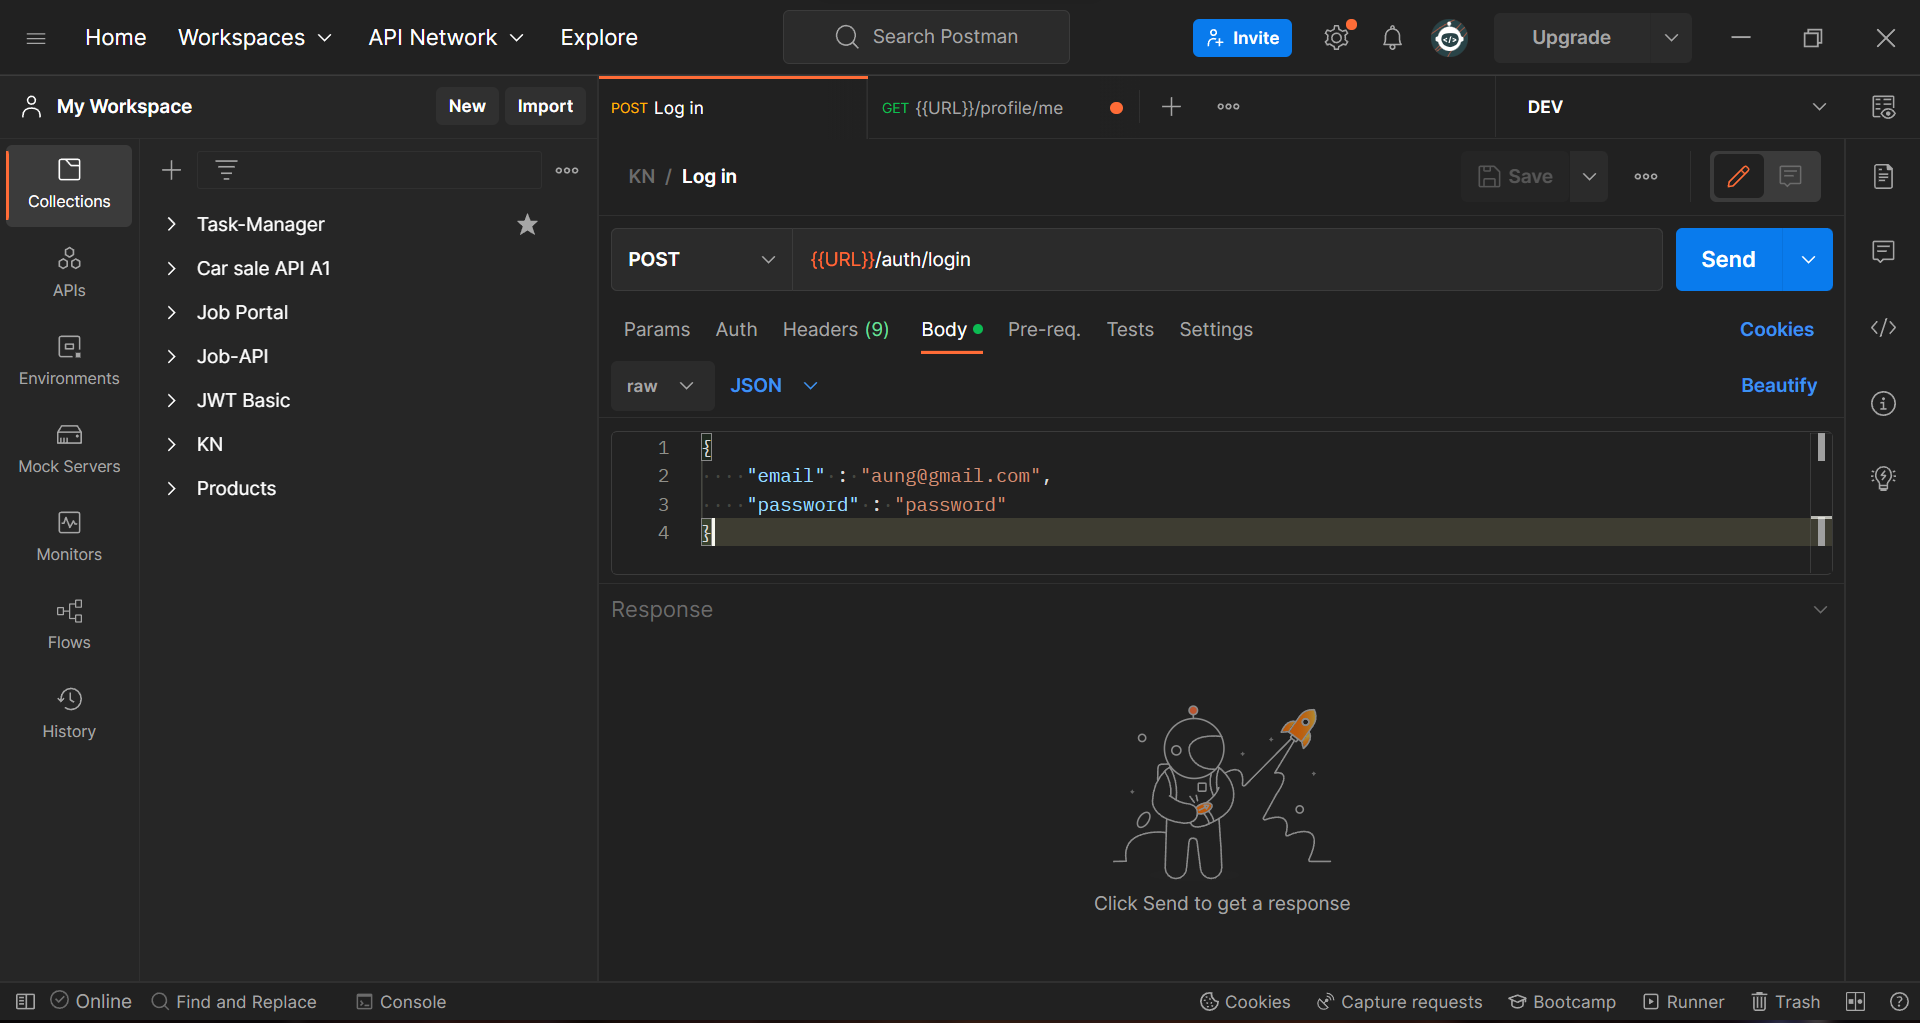 Home Workspaces API Network Explore Search Postman Invite Upgrade
My Workspace New Import POST Log in GET {{URL}}/profile/me DEV
Collections
APIs
Environments
Mock Servers
Monitors
Flows
History
Task-Manager
Car sale API A1
Job Portal
Job-API
JWT Basic
KN
Products
KN / Log in Save
POST {{URL}}/auth/login Send
Params Auth Headers (9) Body Pre-req. Tests Settings Cookies
raw JSON Beautify
1 {
2 "email" : "aung@gmail.com",
3 "password" : "password"
4 }
Response
Click Send to get a response
Online Find and Replace Console Cookies Capture requests Bootcamp Runner Trash